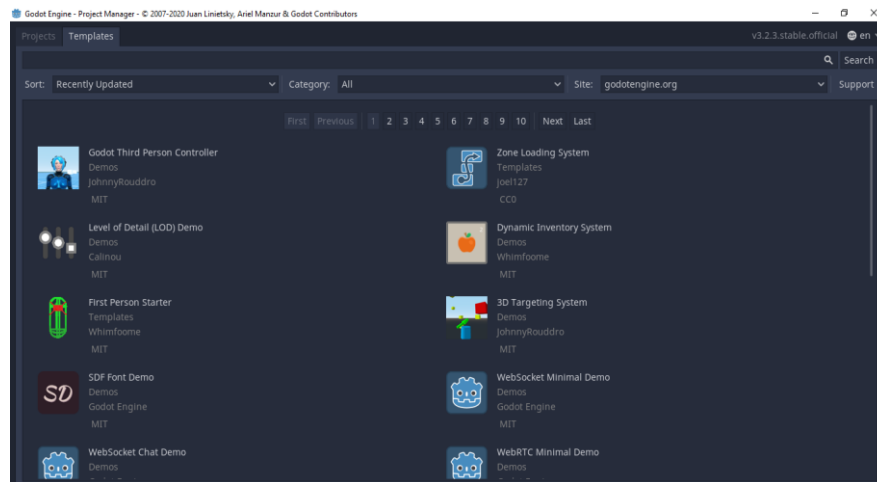 Godot Engine - Project Manager - © 2007-2020 Juan Linietsky, Ariel Manzur & Godot Contributors
Projects Templates v3.2.3.stable.official en
Search
Sort: Recently Updated Category: All Site: godotengine.org Support
First Previous 1 2 3 4 5 6 7 8 9 10 Next Last
Godot Third Person Controller
Demos
JohnnyRouddro
MIT
Zone Loading System
Templates
Joel127
CC0
Level of Detail (LOD) Demo
Demos
Calinou
MIT
Dynamic Inventory System
Demos
Whimfoome
MIT
First Person Starter
Templates
Whimfoome
MIT
3D Targeting System
Demos
JohnnyRouddro
MIT
SD
SDF Font Demo
Demos
Godot Engine
MIT
WebSocket Minimal Demo
Demos
Godot Engine
MIT
WebSocket Chat Demo
Demos
WebRTC Minimal Demo
Demos